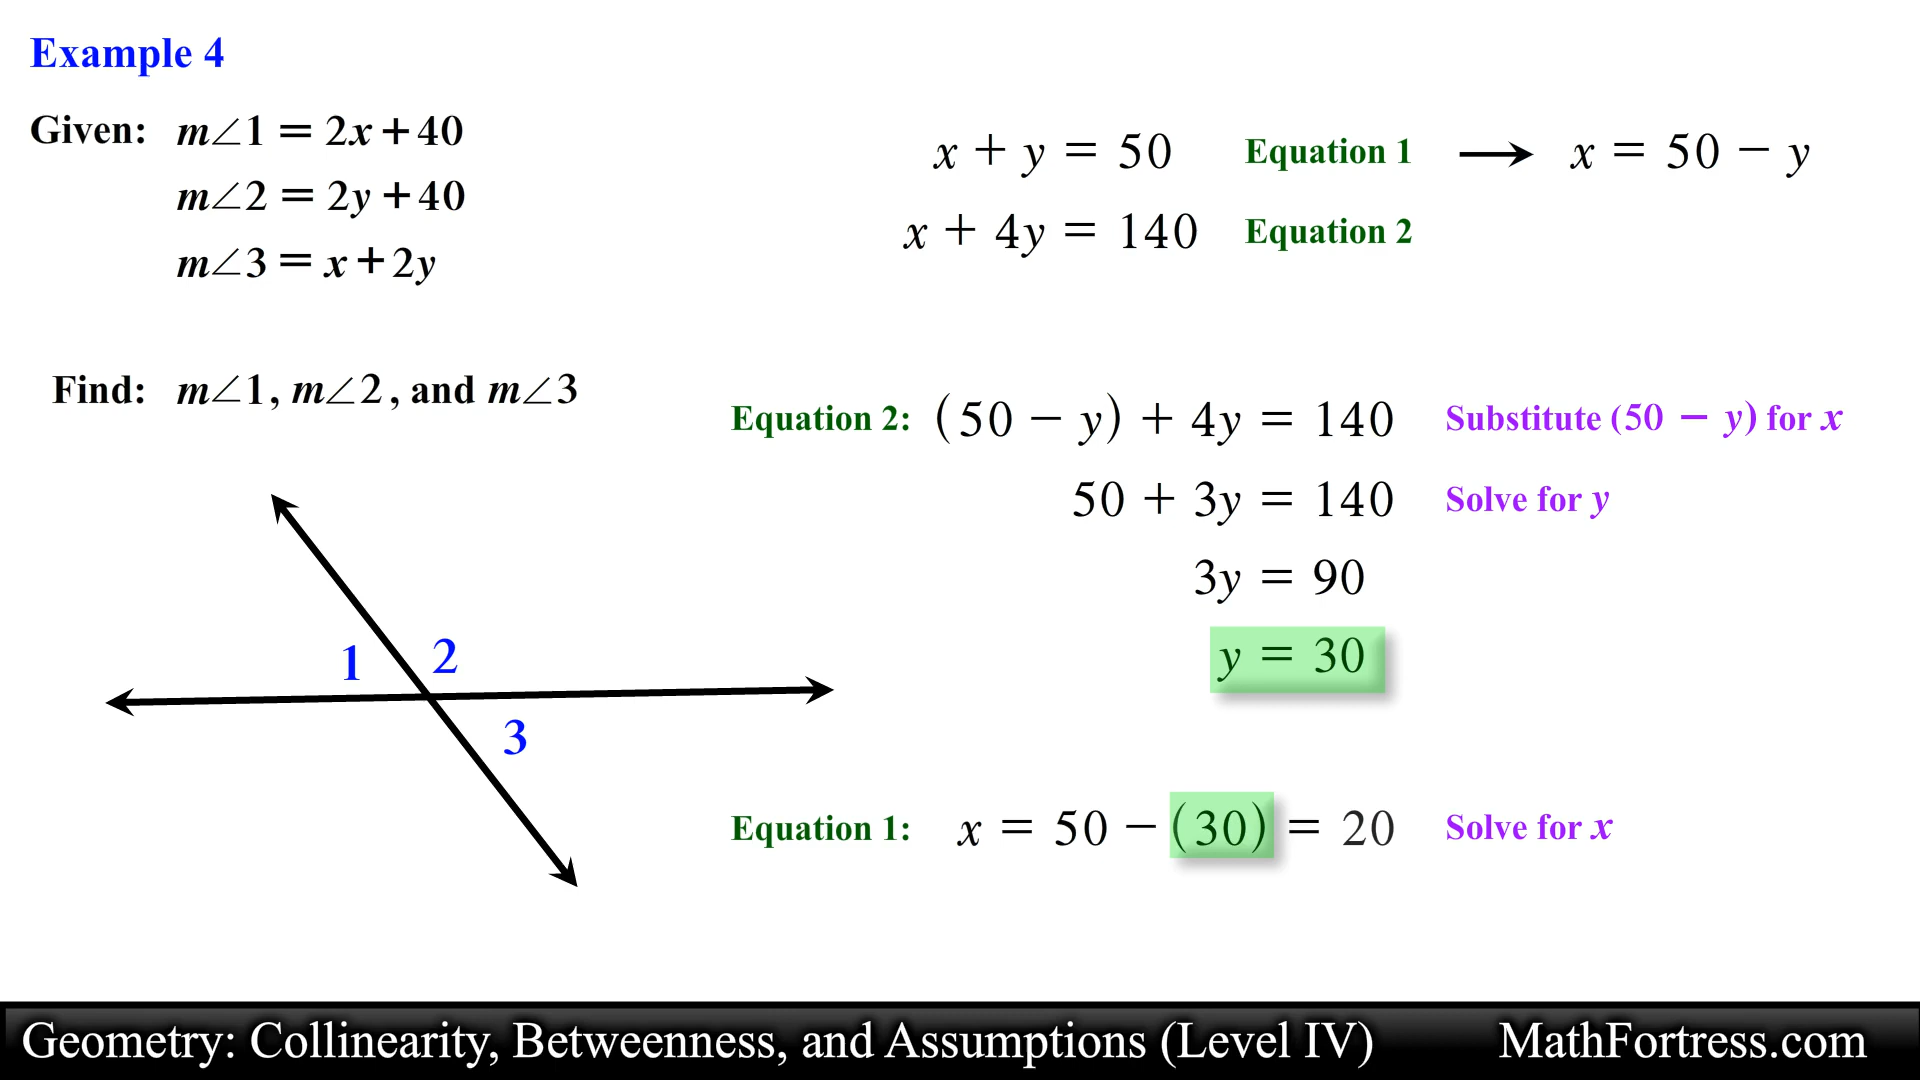 Example 4
Given: m∠1 = 2x + 40
m∠2 = 2y + 40
m∠3 = x + 2y
Find: m∠1, m∠2, and m∠3
1 2
3
x + y = 50 Equation 1 → x = 50 − y
x + 4y = 140 Equation 2
Equation 2: (50 − y) + 4y = 140 Substitute (50 − y) for x
50 + 3y = 140 Solve for y
3y = 90
y = 30
Equation 1: x = 50 − (30) = 20 Solve for x
Geometry: Collinearity, Betweenness, and Assumptions (Level IV) MathFortress.com